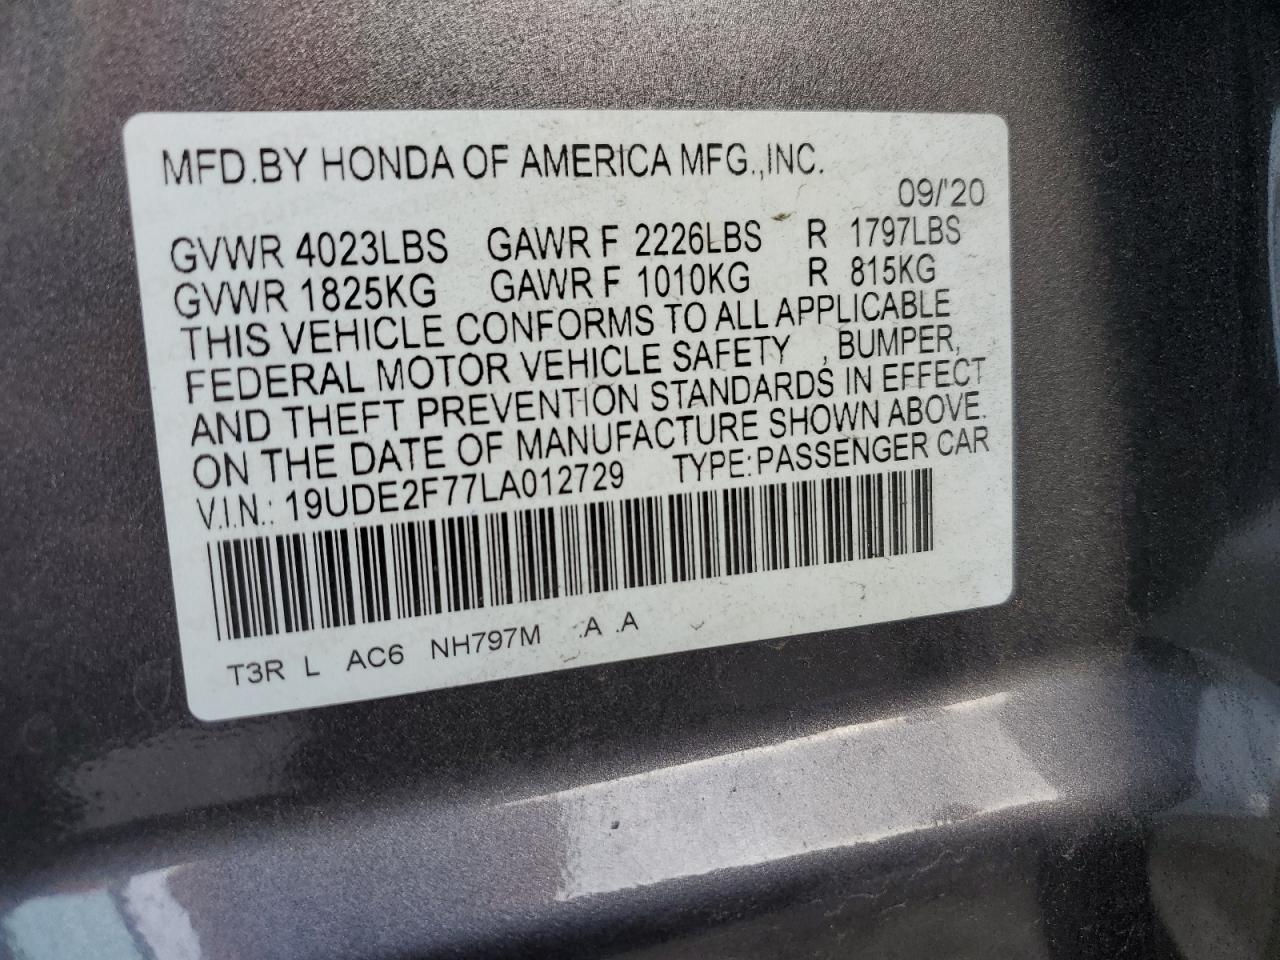 MFD.BY HONDA OF AMERICA MFG.,INC.
09/'20
GVWR 4023LBS GAWR F 2226LBS R 1797LBS
GVWR 1825KG GAWR F 1010KG R 815KG
THIS VEHICLE CONFORMS TO ALL APPLICABLE
FEDERAL MOTOR VEHICLE SAFETY , BUMPER,
AND THEFT PREVENTION STANDARDS IN EFFECT
ON THE DATE OF MANUFACTURE SHOWN ABOVE.
V.I.N.: 19UDE2F77LA012729 TYPE:PASSENGER CAR
T3R L AC6 NH797M .A .A